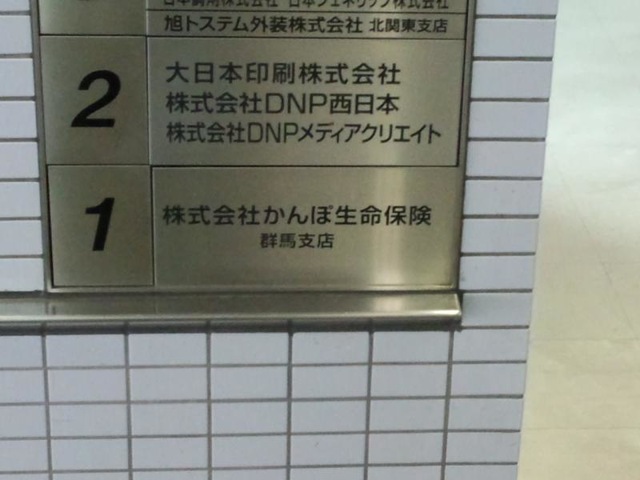 旭トステム外装株式会社 北関東支店
2
大日本印刷株式会社
株式会社DNP西日本
株式会社DNPメディアクリエイト
1
株式会社かんぽ生命保険
群馬支店